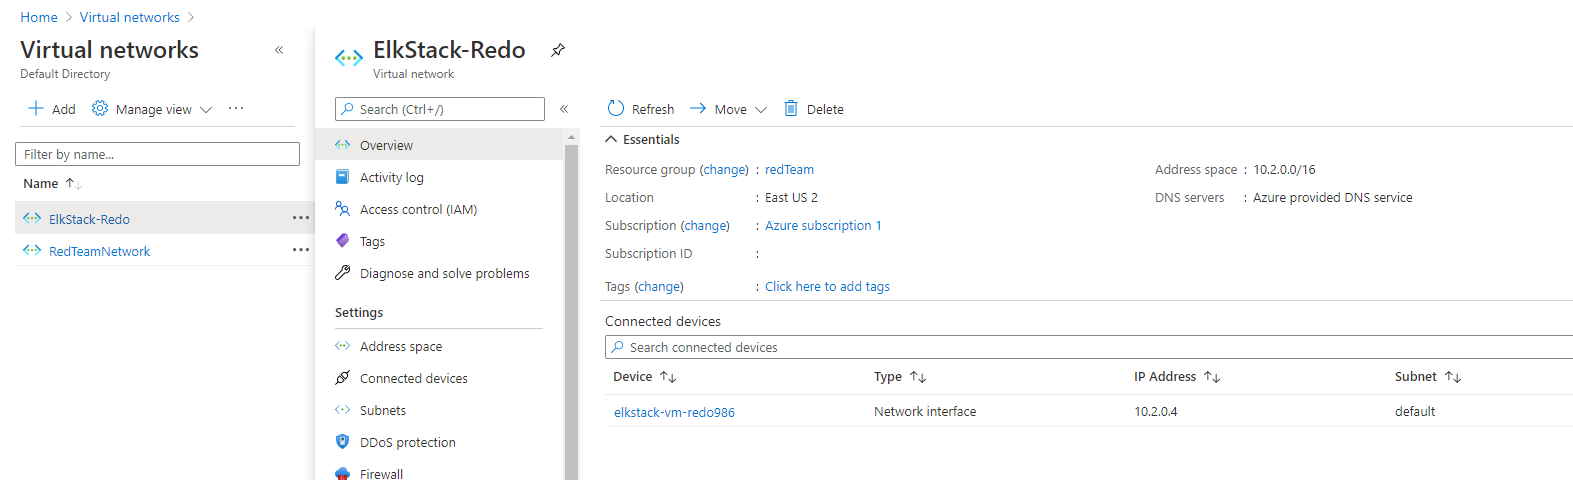 Home > Virtual networks >
Virtual networks «
Default Directory
+ Add Manage view ...
Filter by name...
Name ↑↓
ElkStack-Redo ...
RedTeamNetwork ...
ElkStack-Redo
Virtual network
Search (Ctrl+/) «
Overview
Activity log
Access control (IAM)
Tags
Diagnose and solve problems
Settings
Address space
Connected devices
Subnets
DDoS protection
Firewall
Refresh Move Delete
Essentials
Resource group (change) : redTeam Address space : 10.2.0.0/16
Location : East US 2 DNS servers : Azure provided DNS service
Subscription (change) : Azure subscription 1
Subscription ID :
Tags (change) : Click here to add tags
Connected devices
Search connected devices
Device ↑↓ Type ↑↓ IP Address ↑↓ Subnet ↑↓
elkstack-vm-redo986 Network interface 10.2.0.4 default